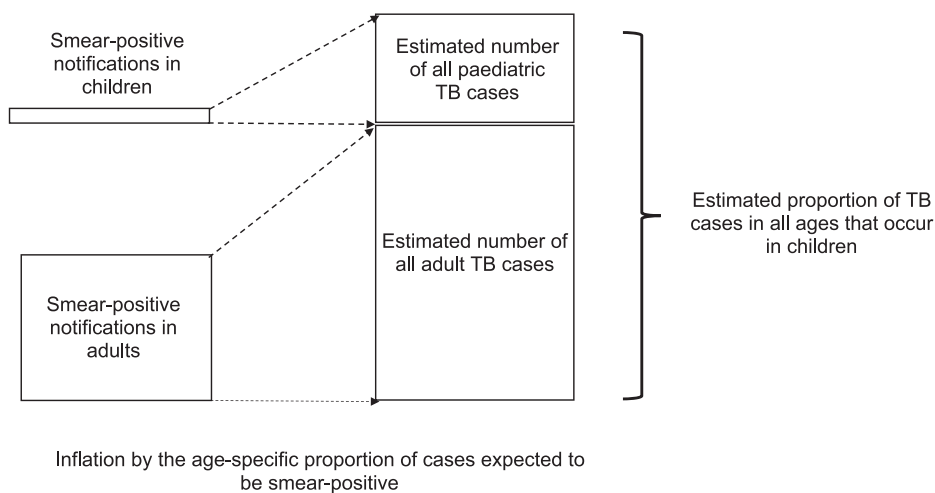 Smear-positive
notifications in
children
Estimated number
of all paediatric
TB cases
Estimated number of
all adult TB cases
Smear-positive
notifications in
adults
Estimated proportion of TB
cases in all ages that occur
in children
Inflation by the age-specific proportion of cases expected to
be smear-positive